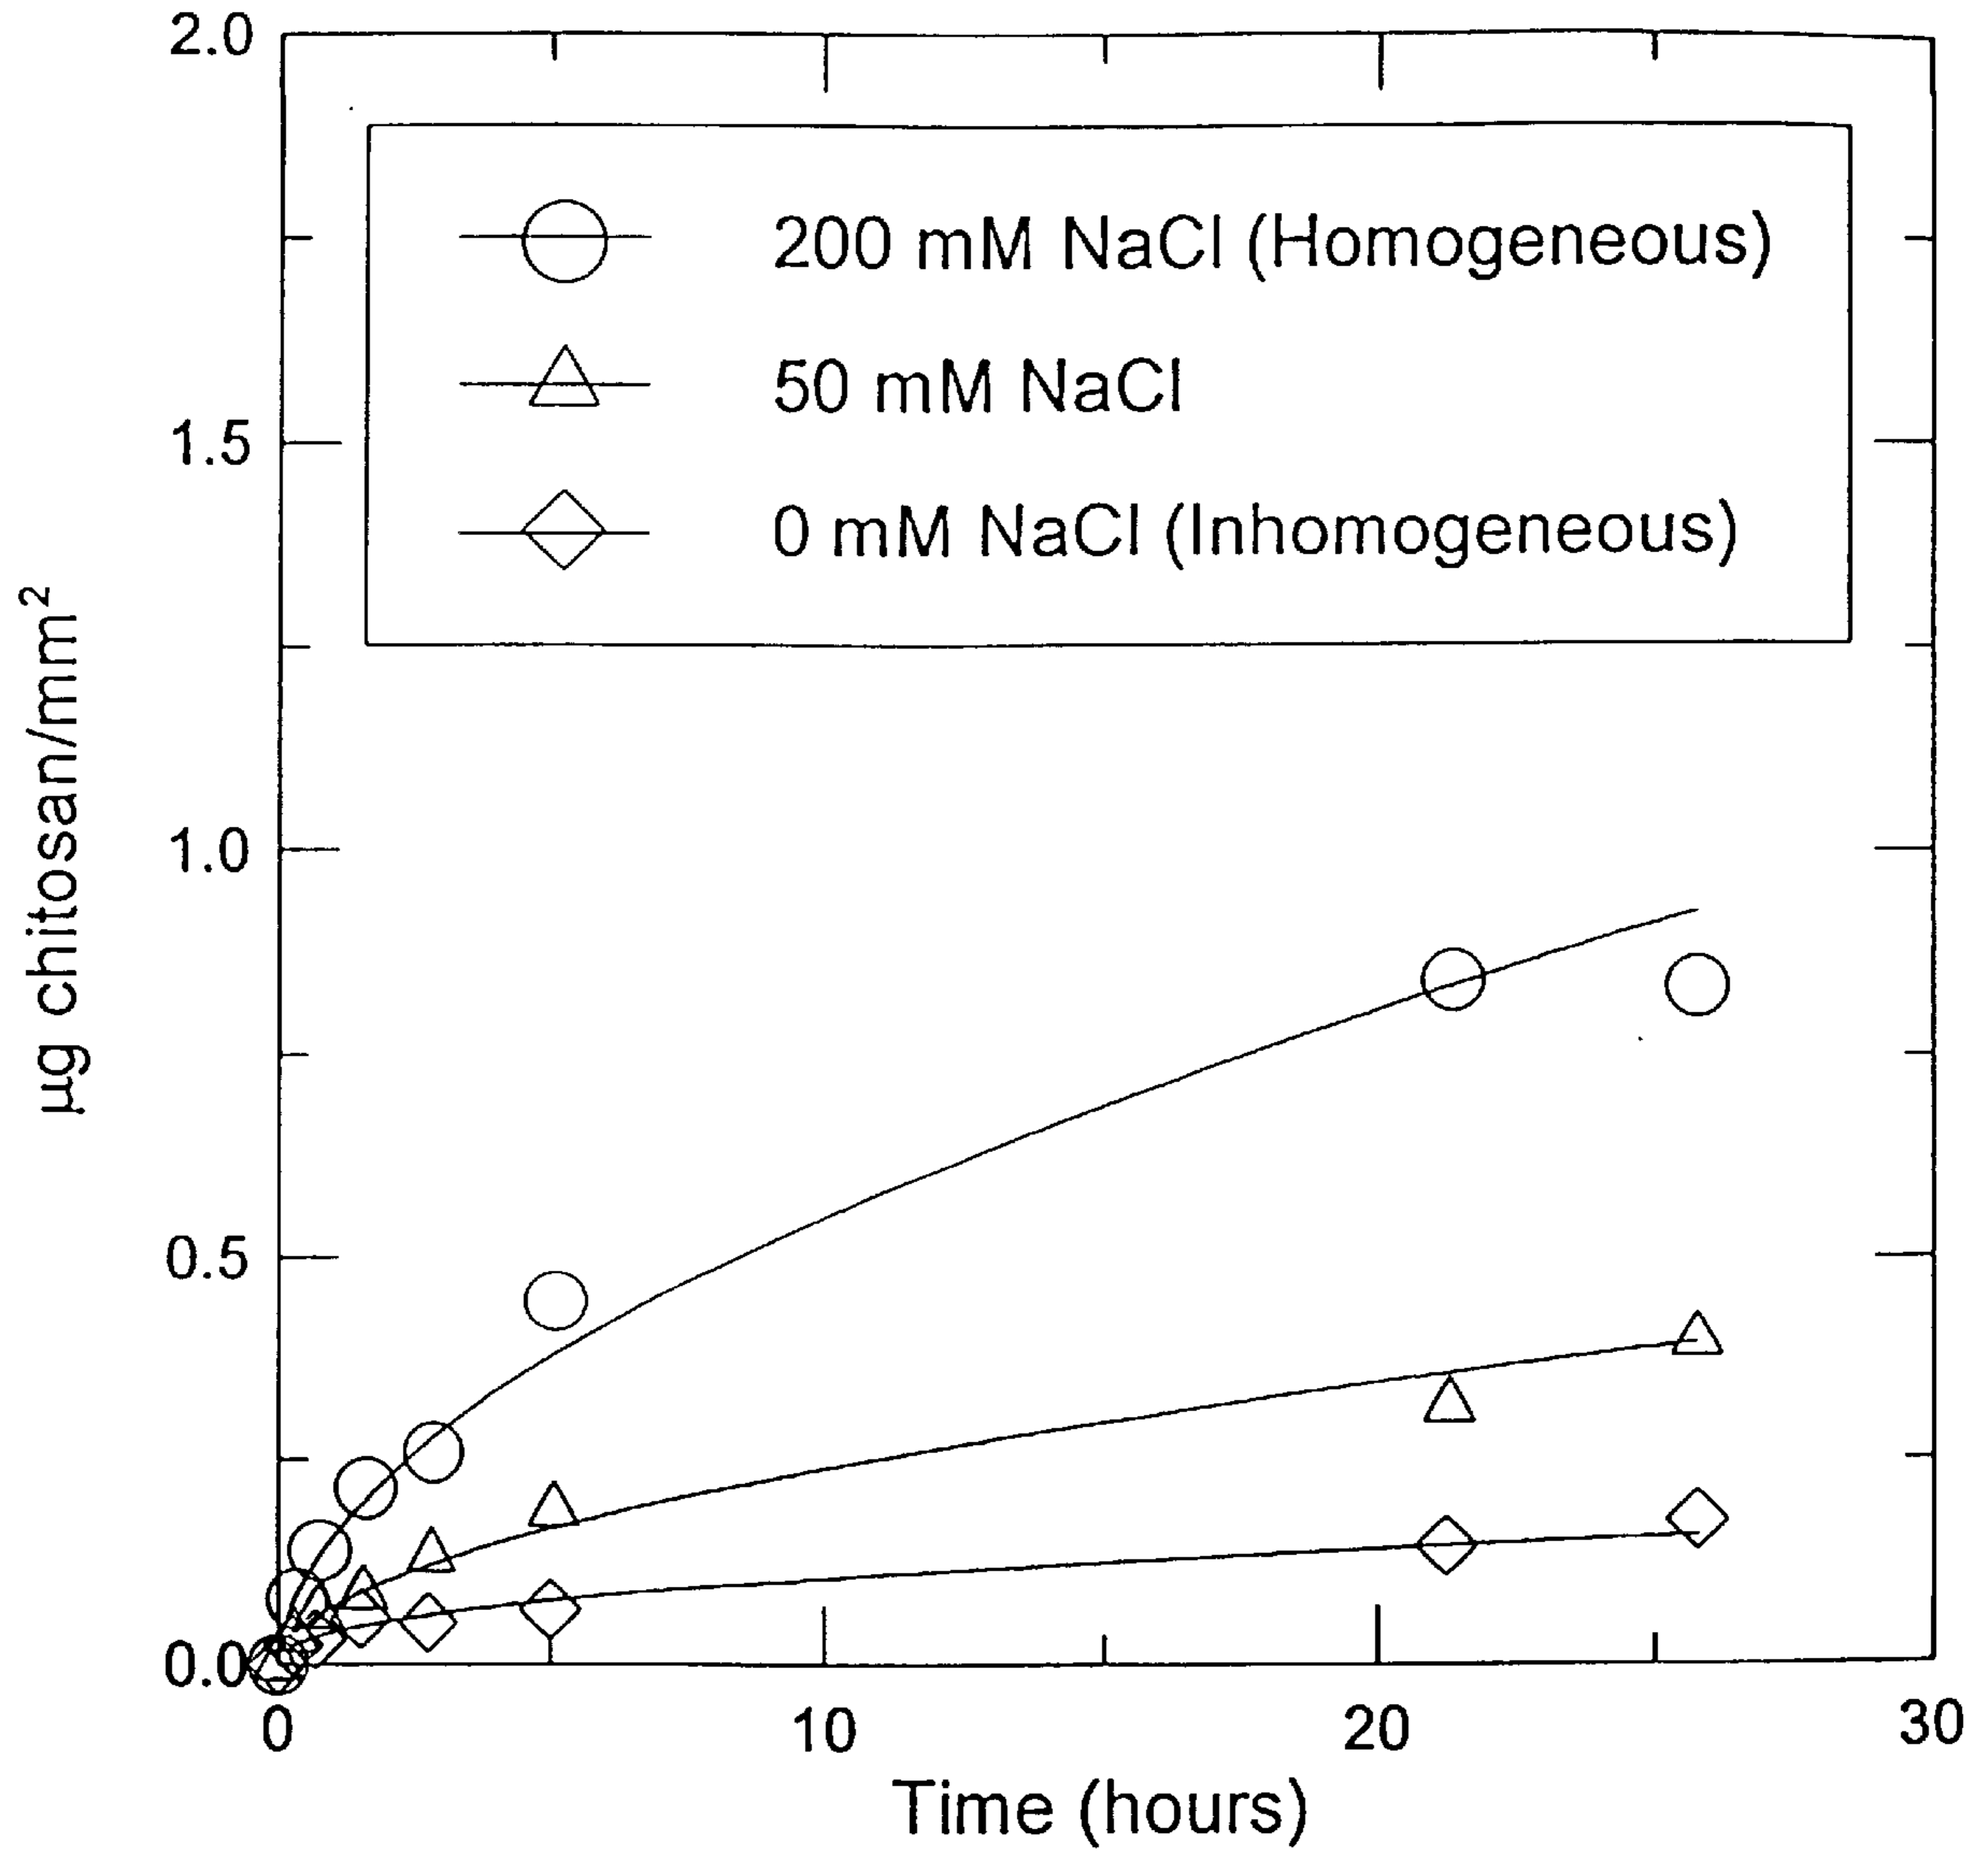 2.0
200 mM NaCl (Homogeneous)
50 mM NaCl
1.5
0 mM NaCl (Inhomogeneous)
µg chitosan/mm²
1.0
0.5
0.0
0 10 20 30
Time (hours)